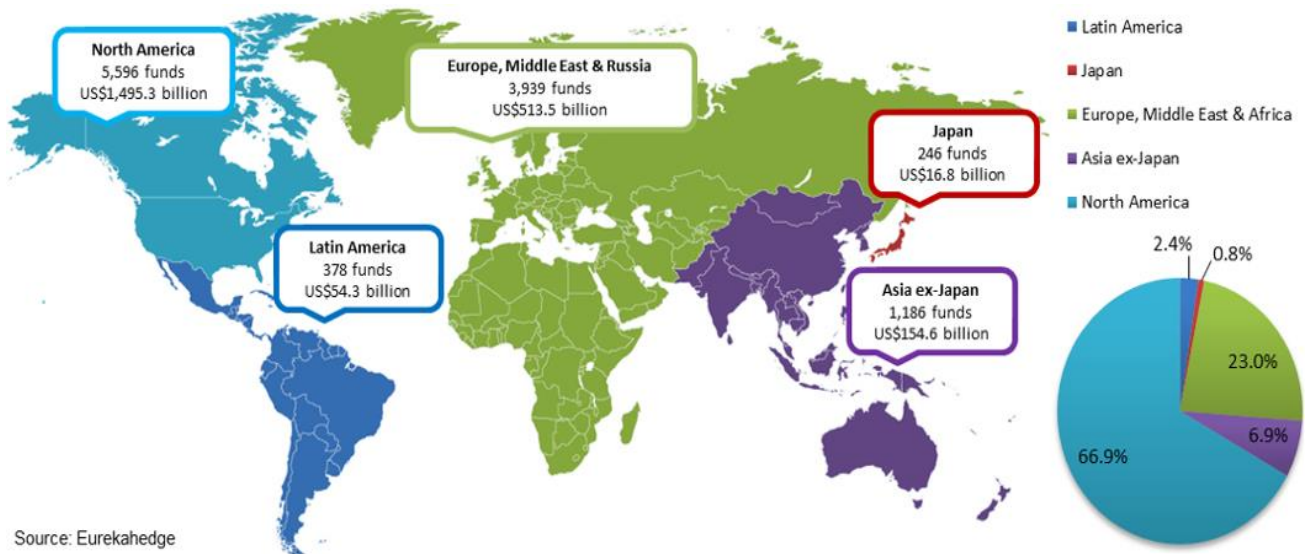 North America
5,596 funds
US$1,495.3 billion
Europe, Middle East & Russia
3,939 funds
US$513.5 billion
Japan
246 funds
US$16.8 billion
Latin America
378 funds
US$54.3 billion
Asia ex-Japan
1,186 funds
US$154.6 billion
Latin America
Japan
Europe, Middle East & Africa
Asia ex-Japan
North America
2.4%
0.8%
23.0%
6.9%
66.9%
Source: Eurekahedge